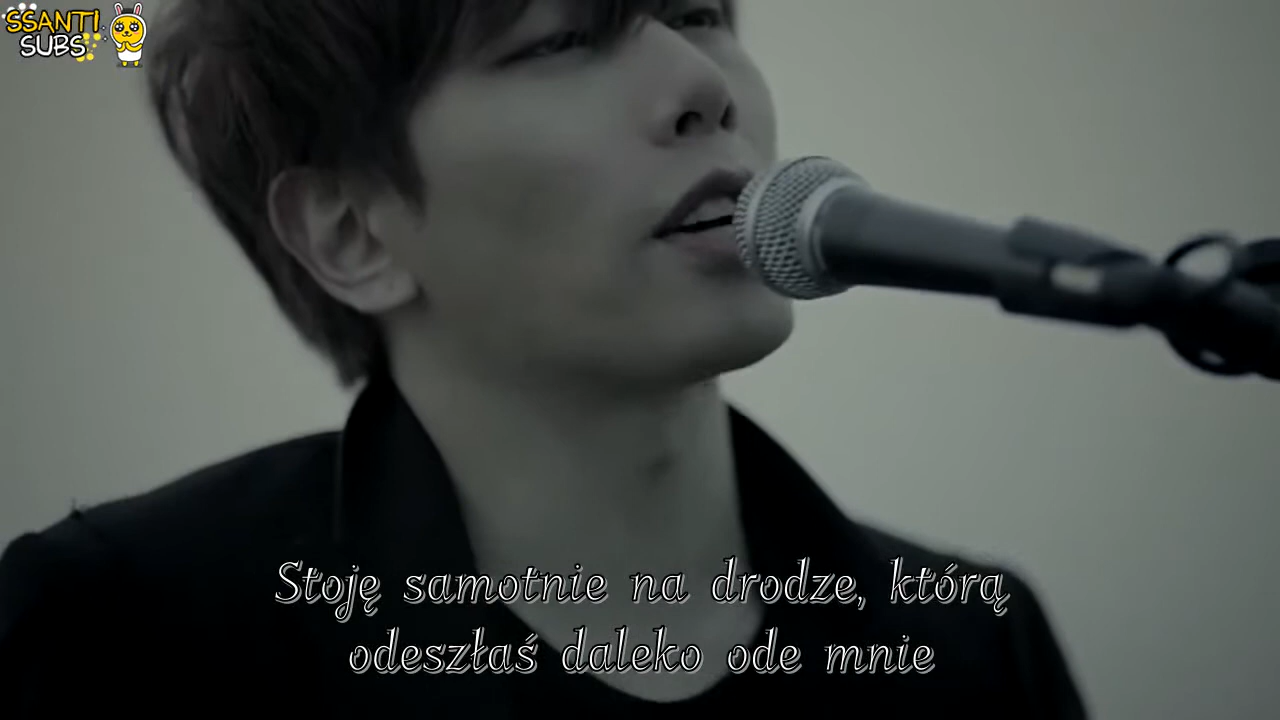 SSANTI
SUBS
Stoję samotnie na drodze, którą
odeszłaś daleko ode mnie